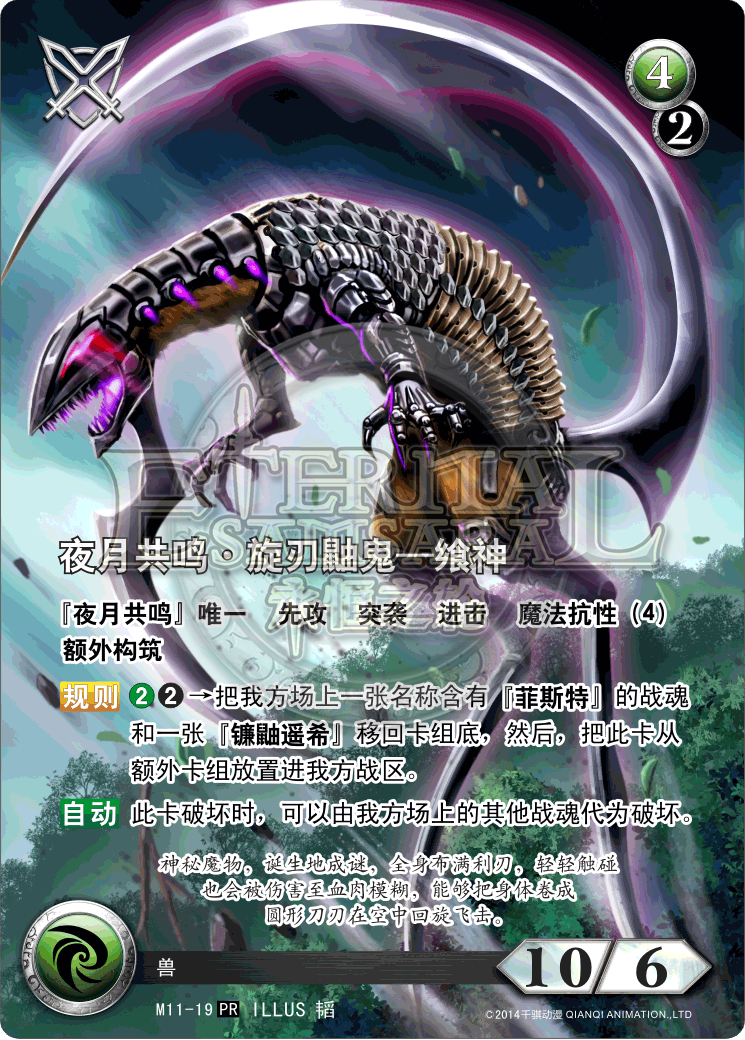 4
2
ETERNAL
SAMSARA
永恒之轮
夜月共鸣·旋刃鼬鬼—飨神
『夜月共鸣』唯一 先攻 突袭 进击 魔法抗性（4）
额外构筑
规则 2 2 →把我方场上一张名称含有『菲斯特』的战魂
和一张『镰鼬遥希』移回卡组底，然后，把此卡从
额外卡组放置进我方战区。
自动 此卡破坏时，可以由我方场上的其他战魂代为破坏。
神秘魔物，诞生地成谜，全身布满利刃，轻轻触碰
也会被伤害至血肉模糊，能够把身体卷成
圆形刀刃在空中回旋飞击。
兽
10/6
M11-19 PR ILLUS 韬
©2014千骐动漫 QIANQI ANIMATION.,LTD